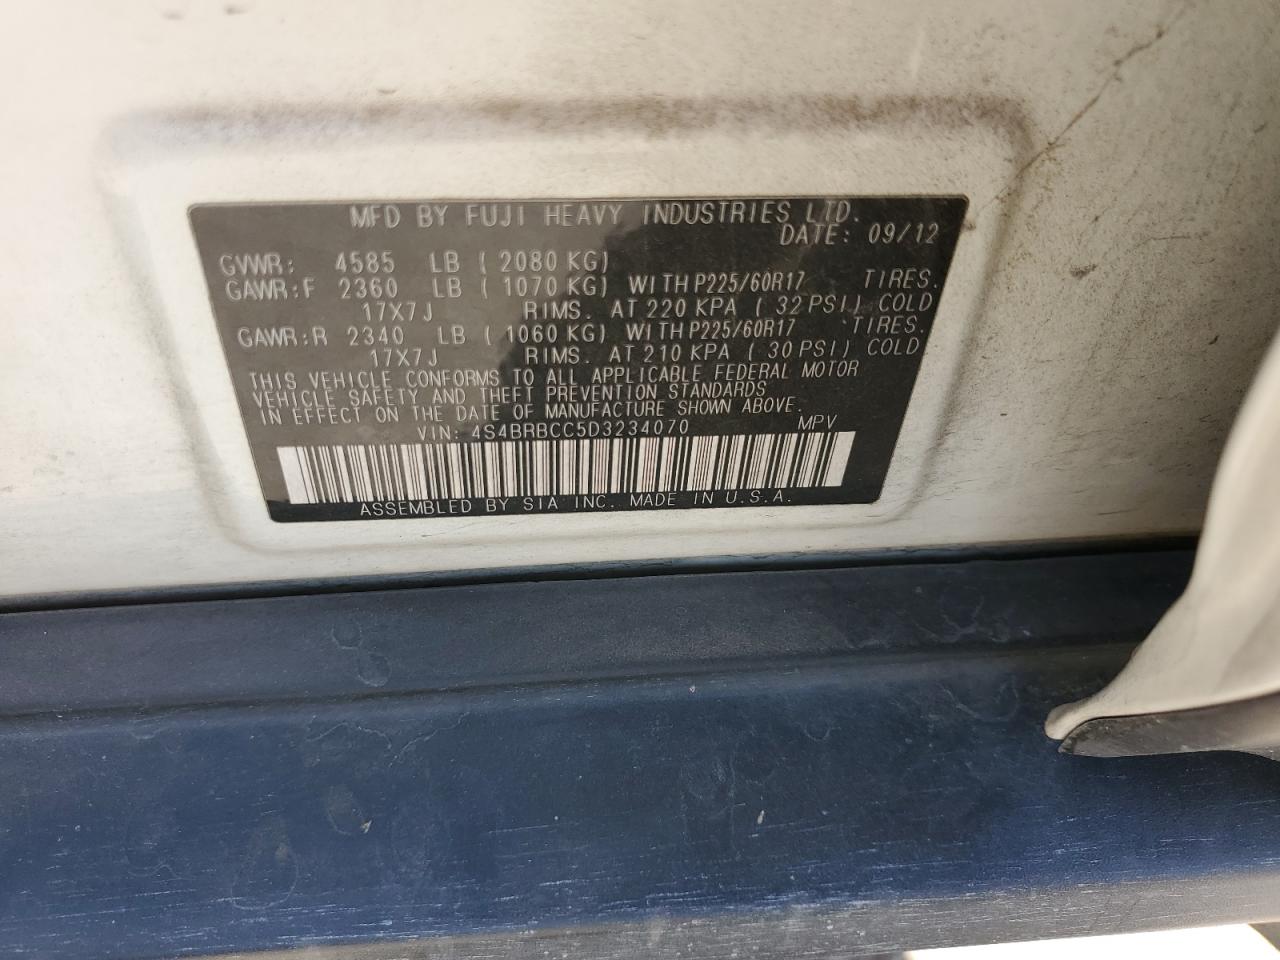 MFD BY FUJI HEAVY INDUSTRIES LTD.
DATE: 09/12
GVWR: 4585 LB ( 2080 KG)
GAWR:F 2360 LB ( 1070 KG) WITH P225/60R17 TIRES.
17X7J RIMS. AT 220 KPA ( 32 PSI) COLD
GAWR:R 2340 LB ( 1060 KG) WITH P225/60R17 TIRES.
17X7J RIMS. AT 210 KPA ( 30 PSI) COLD
THIS VEHICLE CONFORMS TO ALL APPLICABLE FEDERAL MOTOR
VEHICLE SAFETY AND THEFT PREVENTION STANDARDS
IN EFFECT ON THE DATE OF MANUFACTURE SHOWN ABOVE.
VIN: 4S4BRBCC5D3234070 MPV
ASSEMBLED BY SIA INC. MADE IN U.S.A.